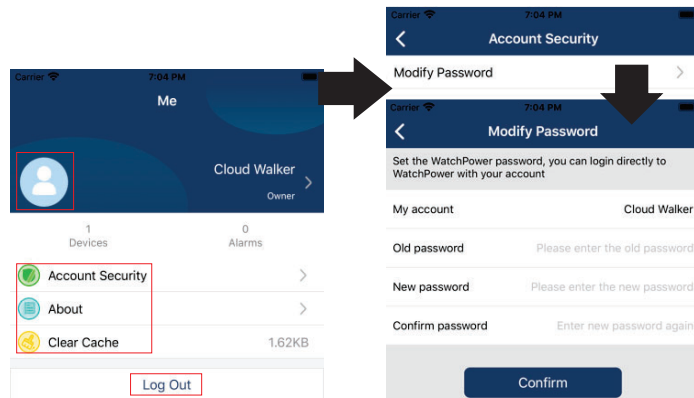 Carrier 7:04 PM
Me
Cloud Walker
Owner
1 0
Devices Alarms
Account Security
About
Clear Cache 1.62KB
Log Out
Carrier 7:04 PM
Account Security
Modify Password
Carrier 7:04 PM
Modify Password
Set the WatchPower password, you can login directly to
WatchPower with your account
My account Cloud Walker
Old password Please enter the old password
New password Please enter the new password
Confirm password Enter new password again
Confirm